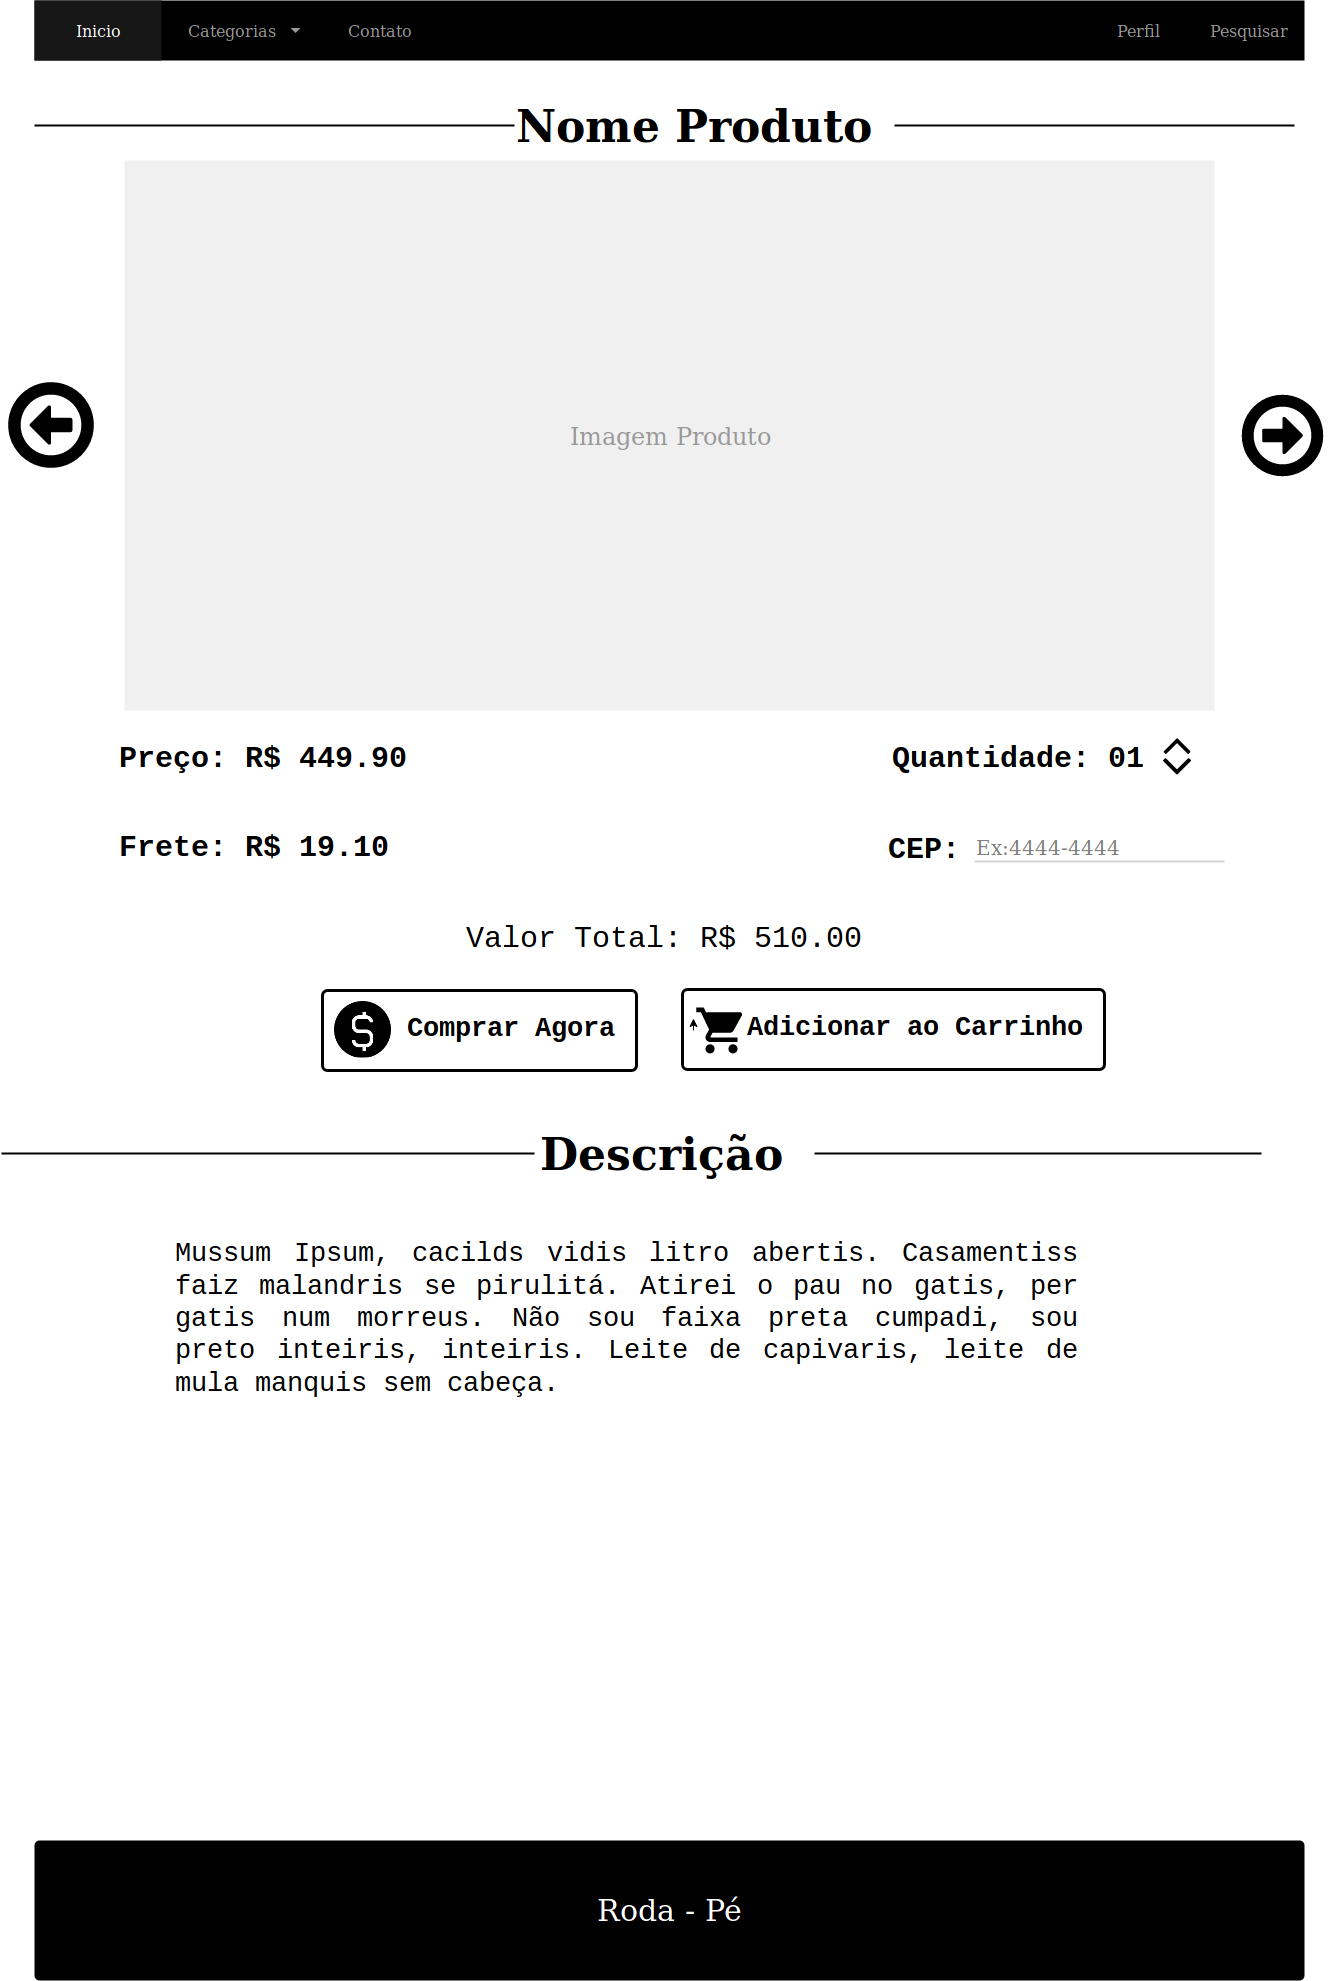 Inicio Categorias Contato Perfil Pesquisar
Nome Produto
Imagem Produto
Preço: R$ 449.90 Quantidade: 01
Frete: R$ 19.10 CEP: Ex:4444-4444
Valor Total: R$ 510.00
Comprar Agora Adicionar ao Carrinho
Descrição
Mussum Ipsum, cacilds vidis litro abertis. Casamentiss
faiz malandris se pirulitá. Atirei o pau no gatis, per
gatis num morreus. Não sou faixa preta cumpadi, sou
preto inteiris, inteiris. Leite de capivaris, leite de
mula manquis sem cabeça.
Roda - Pé